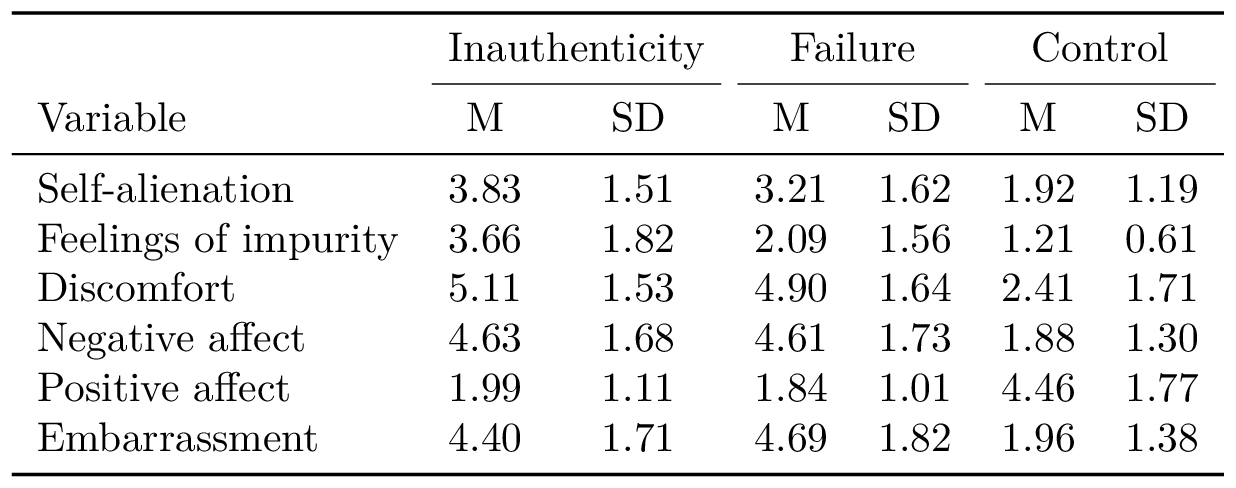 Inauthenticity Failure Control
Variable M SD M SD M SD
Self-alienation 3.83 1.51 3.21 1.62 1.92 1.19
Feelings of impurity 3.66 1.82 2.09 1.56 1.21 0.61
Discomfort 5.11 1.53 4.90 1.64 2.41 1.71
Negative affect 4.63 1.68 4.61 1.73 1.88 1.30
Positive affect 1.99 1.11 1.84 1.01 4.46 1.77
Embarrassment 4.40 1.71 4.69 1.82 1.96 1.38